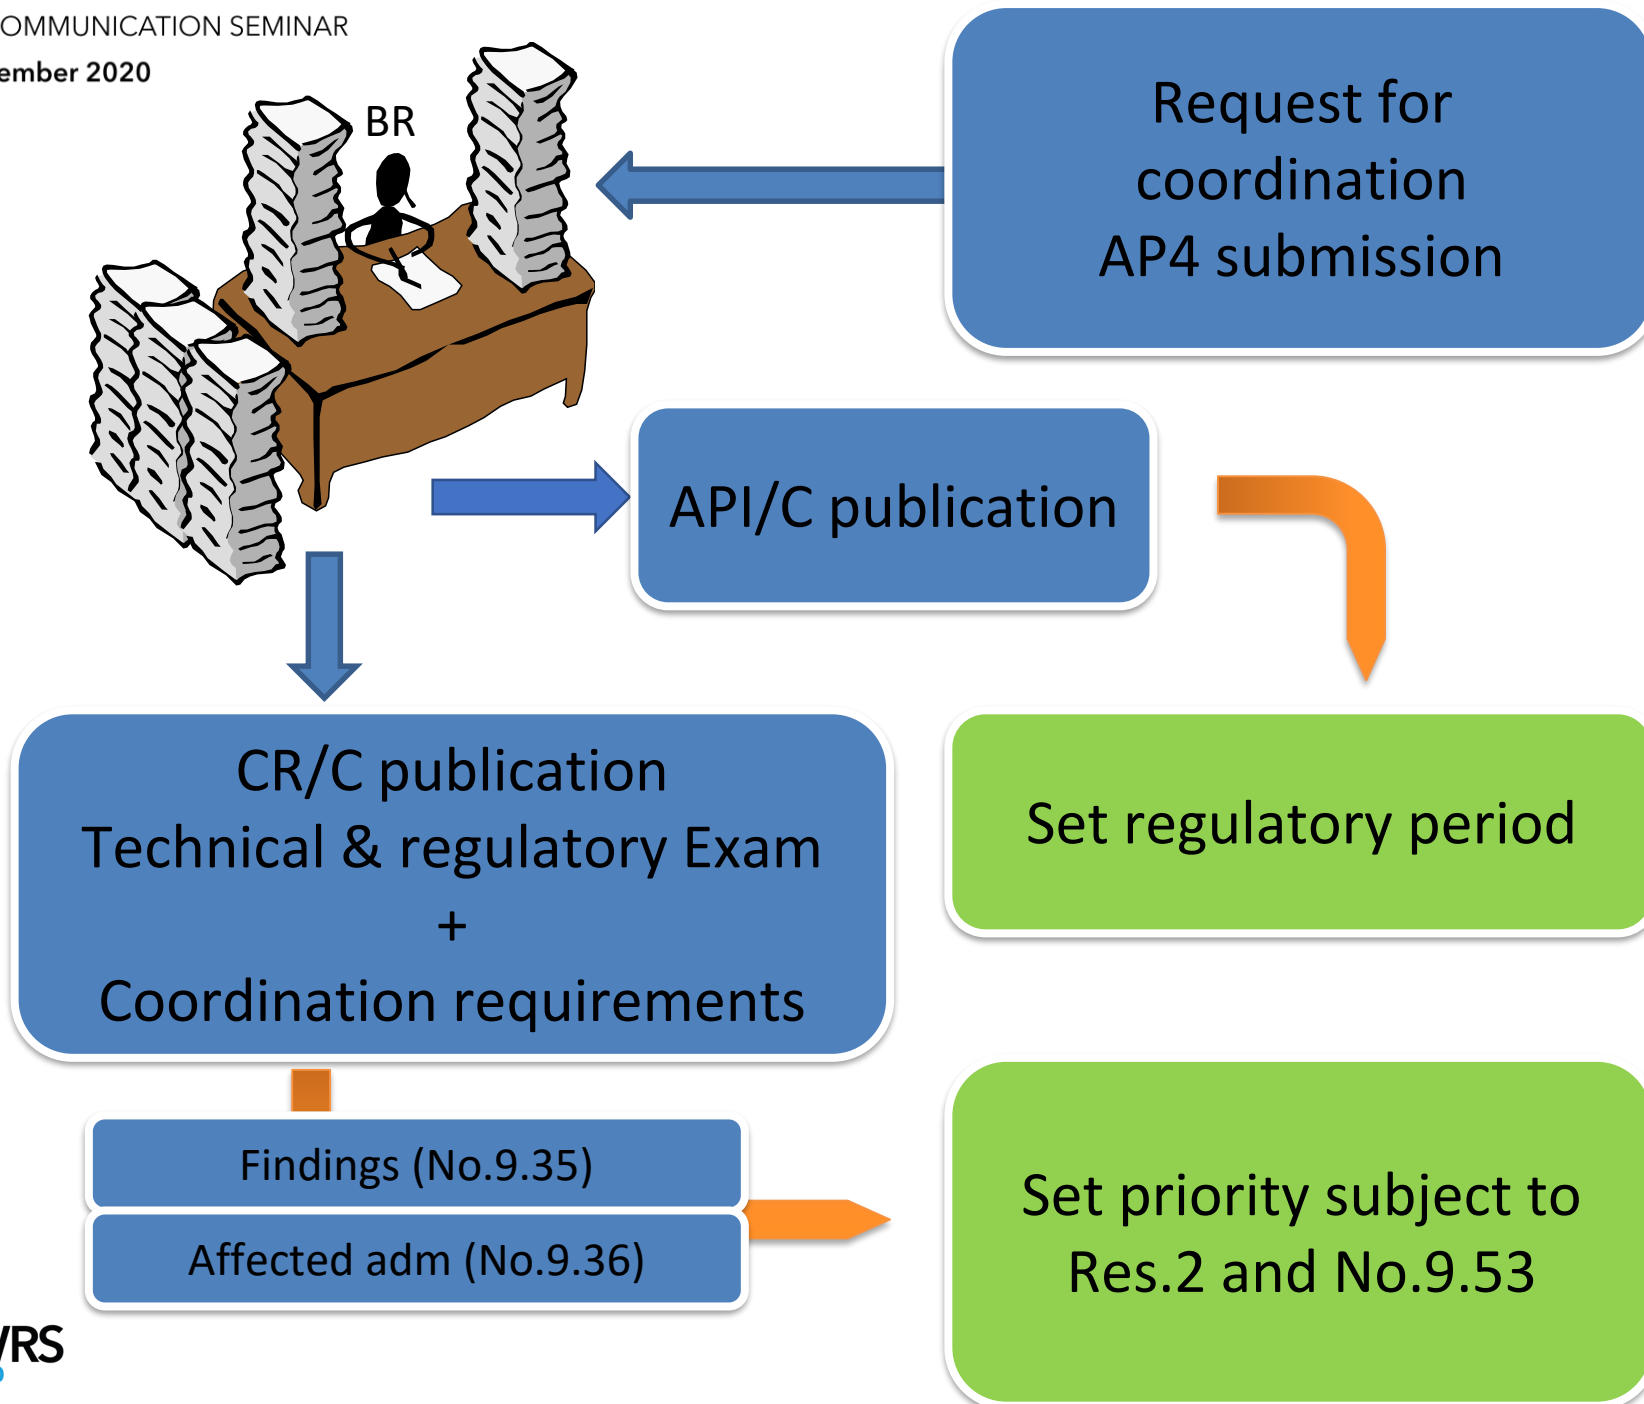 OMMUNICATION SEMINAR
ember 2020
BR
Request for
coordination
AP4 submission
API/C publication
CR/C publication
Technical & regulatory Exam
+
Coordination requirements
Set regulatory period
Findings (No.9.35)
Affected adm (No.9.36)
Set priority subject to
Res.2 and No.9.53
WRS